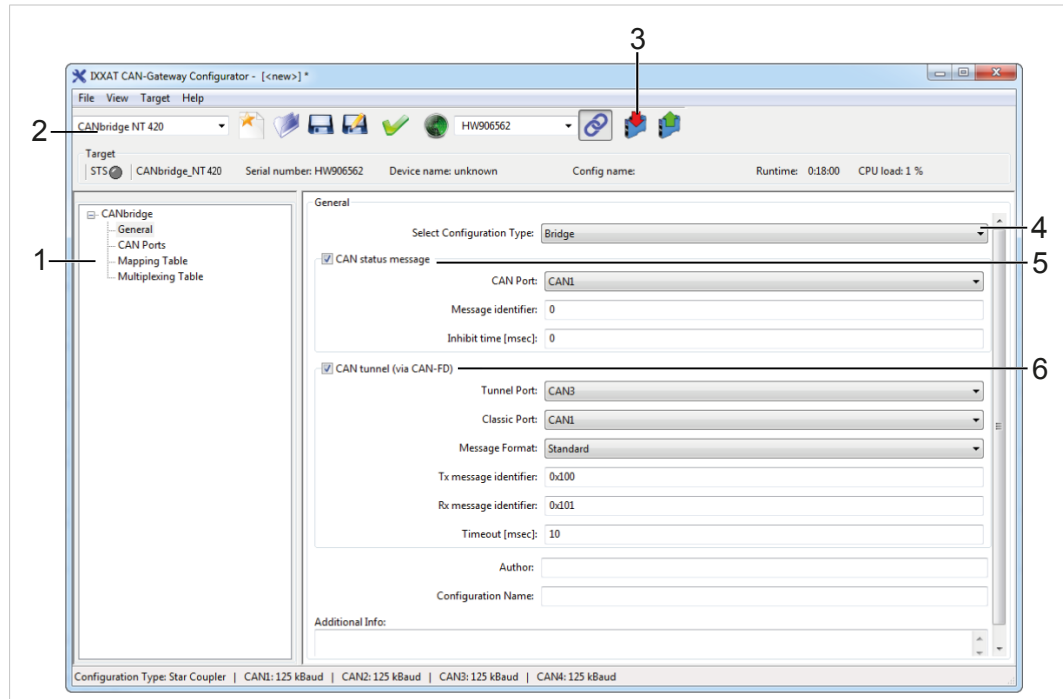 3
IXXAT CAN-Gateway Configurator - [<new>] *
File View Target Help
2
CANbridge NT 420
HW906562
Target
STS CANbridge_NT420 Serial number: HW906562 Device name: unknown Config name: Runtime: 0:18:00 CPU load: 1 %
CANbridge
General
CAN Ports
1
Mapping Table
Multiplexing Table
General
Select Configuration Type: Bridge
4
CAN status message
5
CAN Port: CAN1
Message identifier: 0
Inhibit time [msec]: 0
CAN tunnel (via CAN-FD)
6
Tunnel Port: CAN3
Classic Port: CAN1
Message Format: Standard
Tx message identifier: 0x100
Rx message identifier: 0x101
Timeout [msec]: 10
Author:
Configuration Name:
Additional Info:
Configuration Type: Star Coupler | CAN1: 125 kBaud | CAN2: 125 kBaud | CAN3: 125 kBaud | CAN4: 125 kBaud